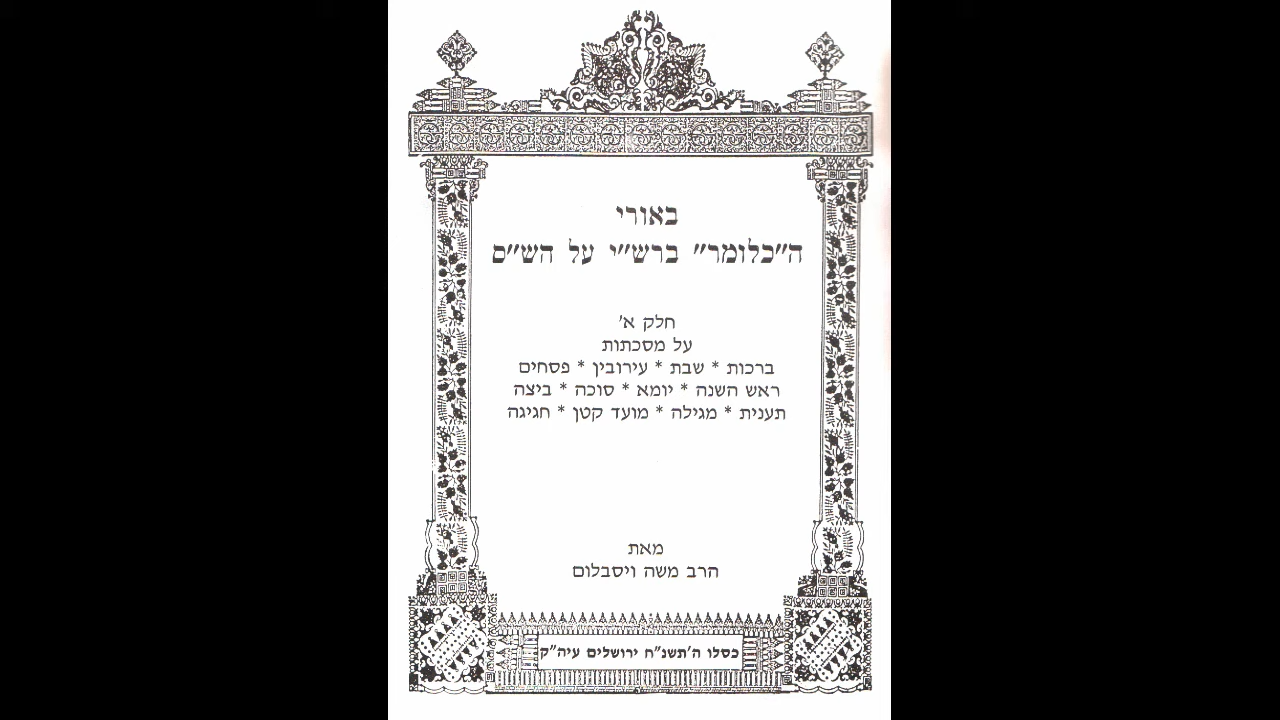 באורי
ה״כלומר״ ברש״י על הש״ס
חלק א׳
על מסכתות
ברכות * שבת * עירובין * פסחים
ראש השנה * יומא * סוכה * ביצה
תענית * מגילה * מועד קטן * חגיגה
מאת
הרב משה ויסבלום
כסלו ה׳תשנ״ח ירושלים עיה״ק